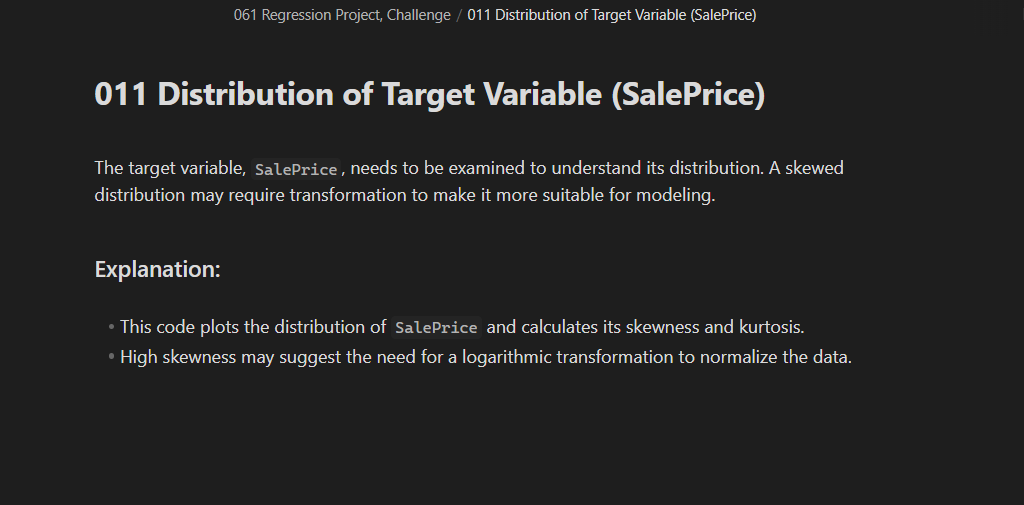 061 Regression Project, Challenge / 011 Distribution of Target Variable (SalePrice)
011 Distribution of Target Variable (SalePrice)
The target variable, SalePrice, needs to be examined to understand its distribution. A skewed
distribution may require transformation to make it more suitable for modeling.
Explanation:
• This code plots the distribution of SalePrice and calculates its skewness and kurtosis.
• High skewness may suggest the need for a logarithmic transformation to normalize the data.